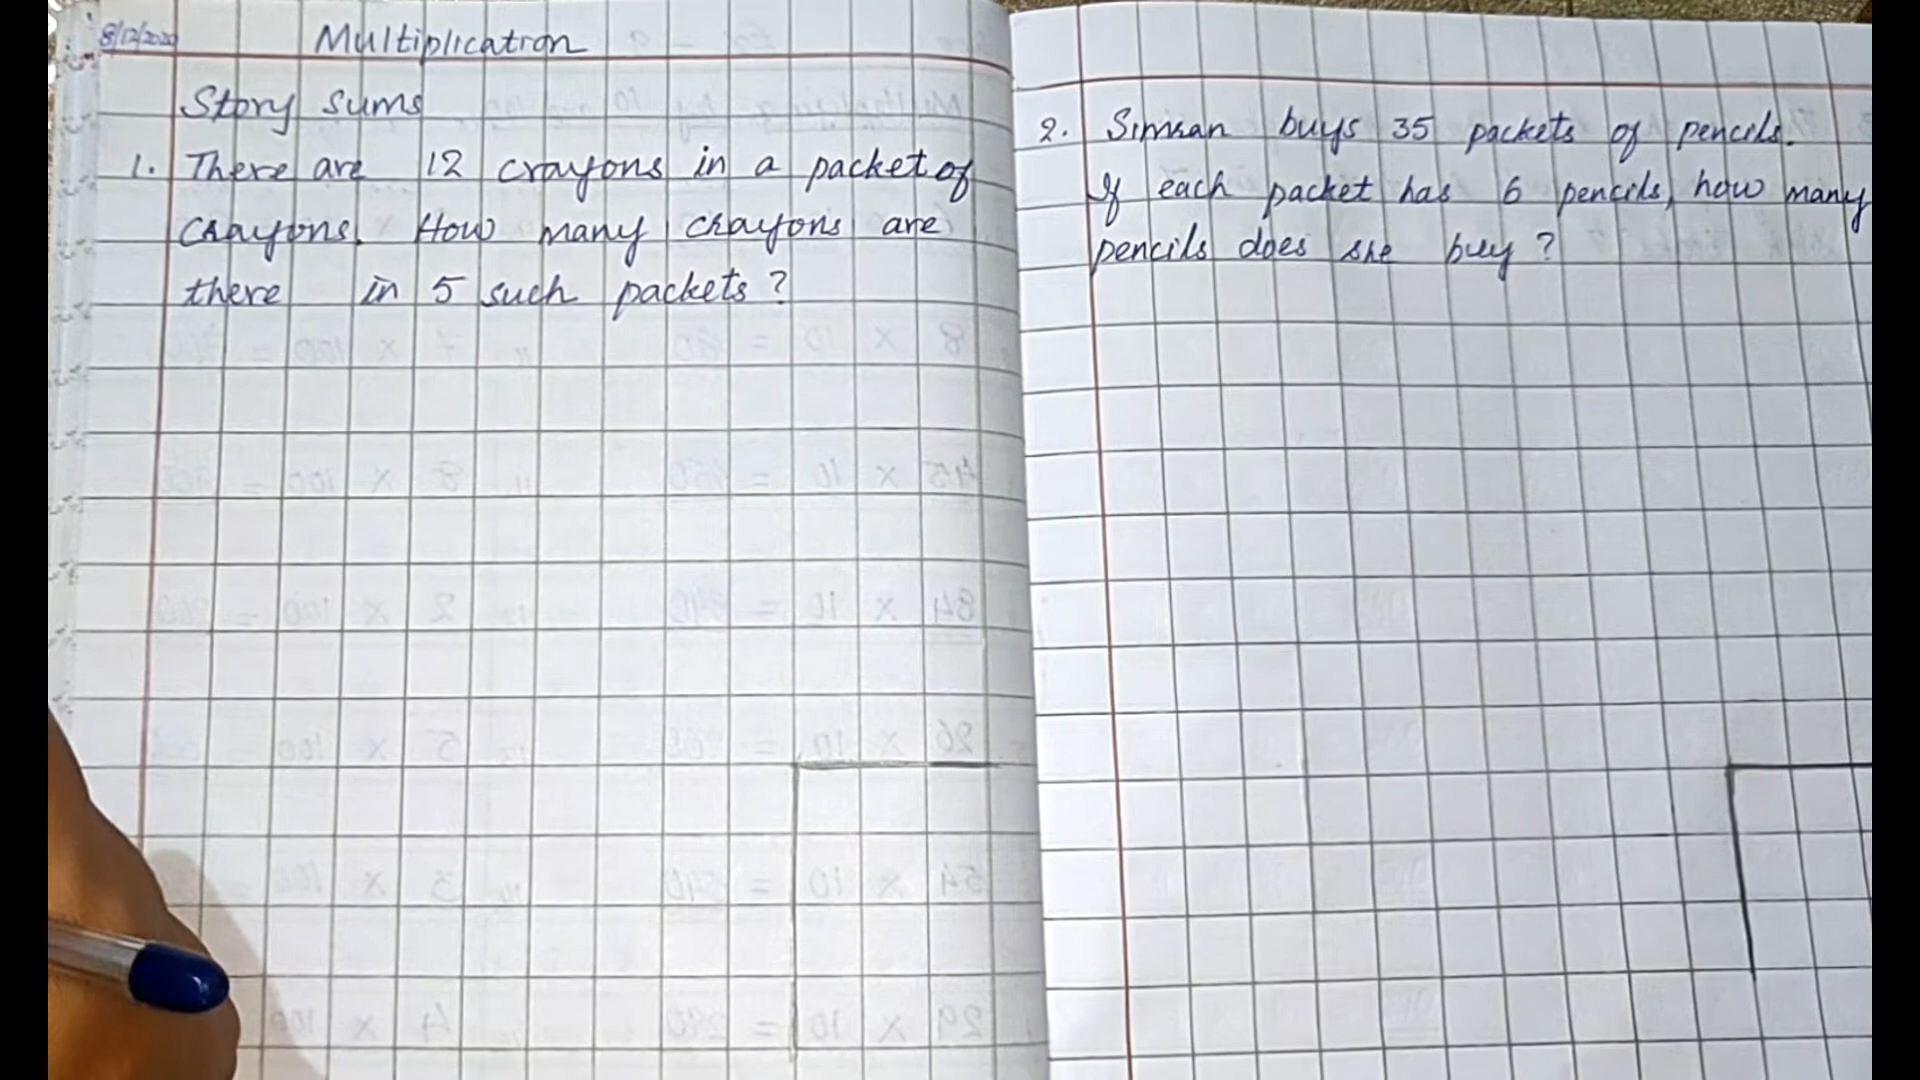 8/12/2020
Multiplication
Story sums
1. There are 12 crayons in a packet of
crayons. How many crayons are
there in 5 such packets?
2. Simran buys 35 packets of pencils.
If each packet has 6 pencils, how many
pencils does she buy?